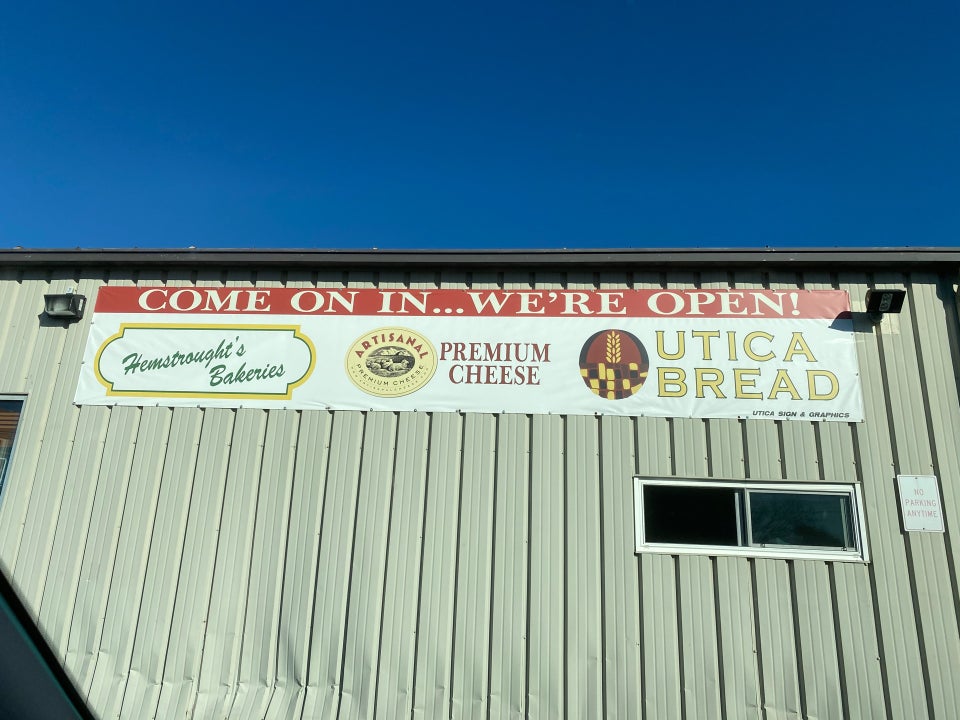 COME ON IN...WE'RE OPEN!
Hemstrought's
Bakeries
ARTISANAL
PREMIUM CHEESE
PREMIUM
CHEESE
UTICA
BREAD
UTICA SIGN & GRAPHICS
NO
PARKING
ANYTIME